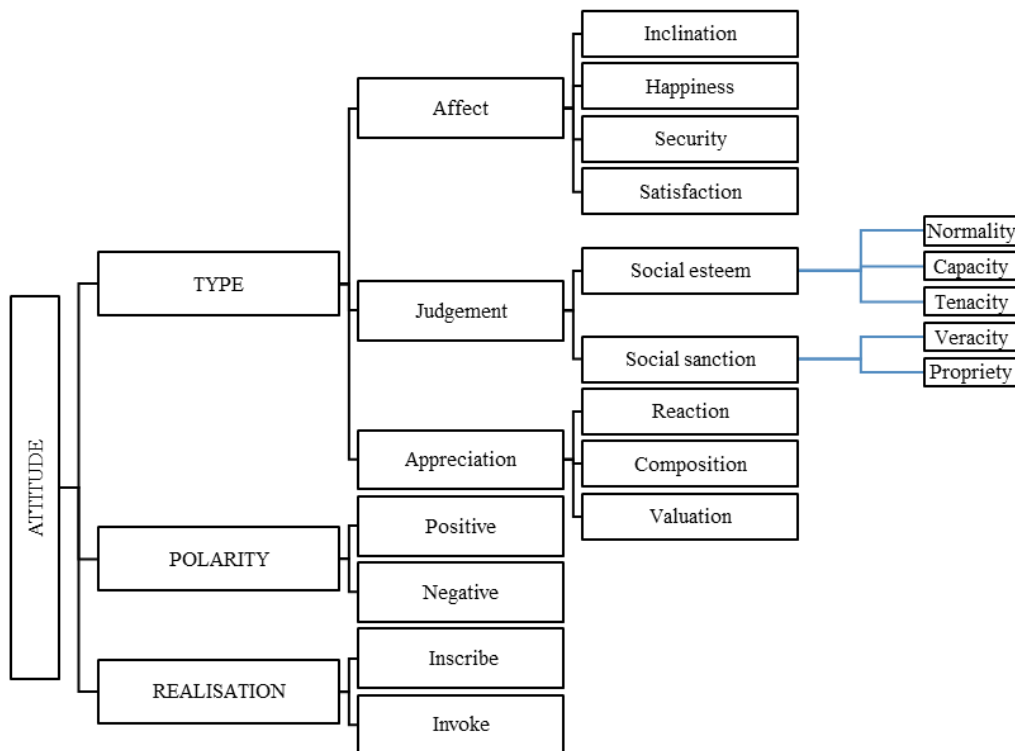 ATTITUDE
TYPE
Affect
Inclination
Happiness
Security
Satisfaction
Judgement
Social esteem
Normality
Capacity
Tenacity
Social sanction
Veracity
Propriety
Appreciation
Reaction
Composition
Valuation
POLARITY
Positive
Negative
REALISATION
Inscribe
Invoke